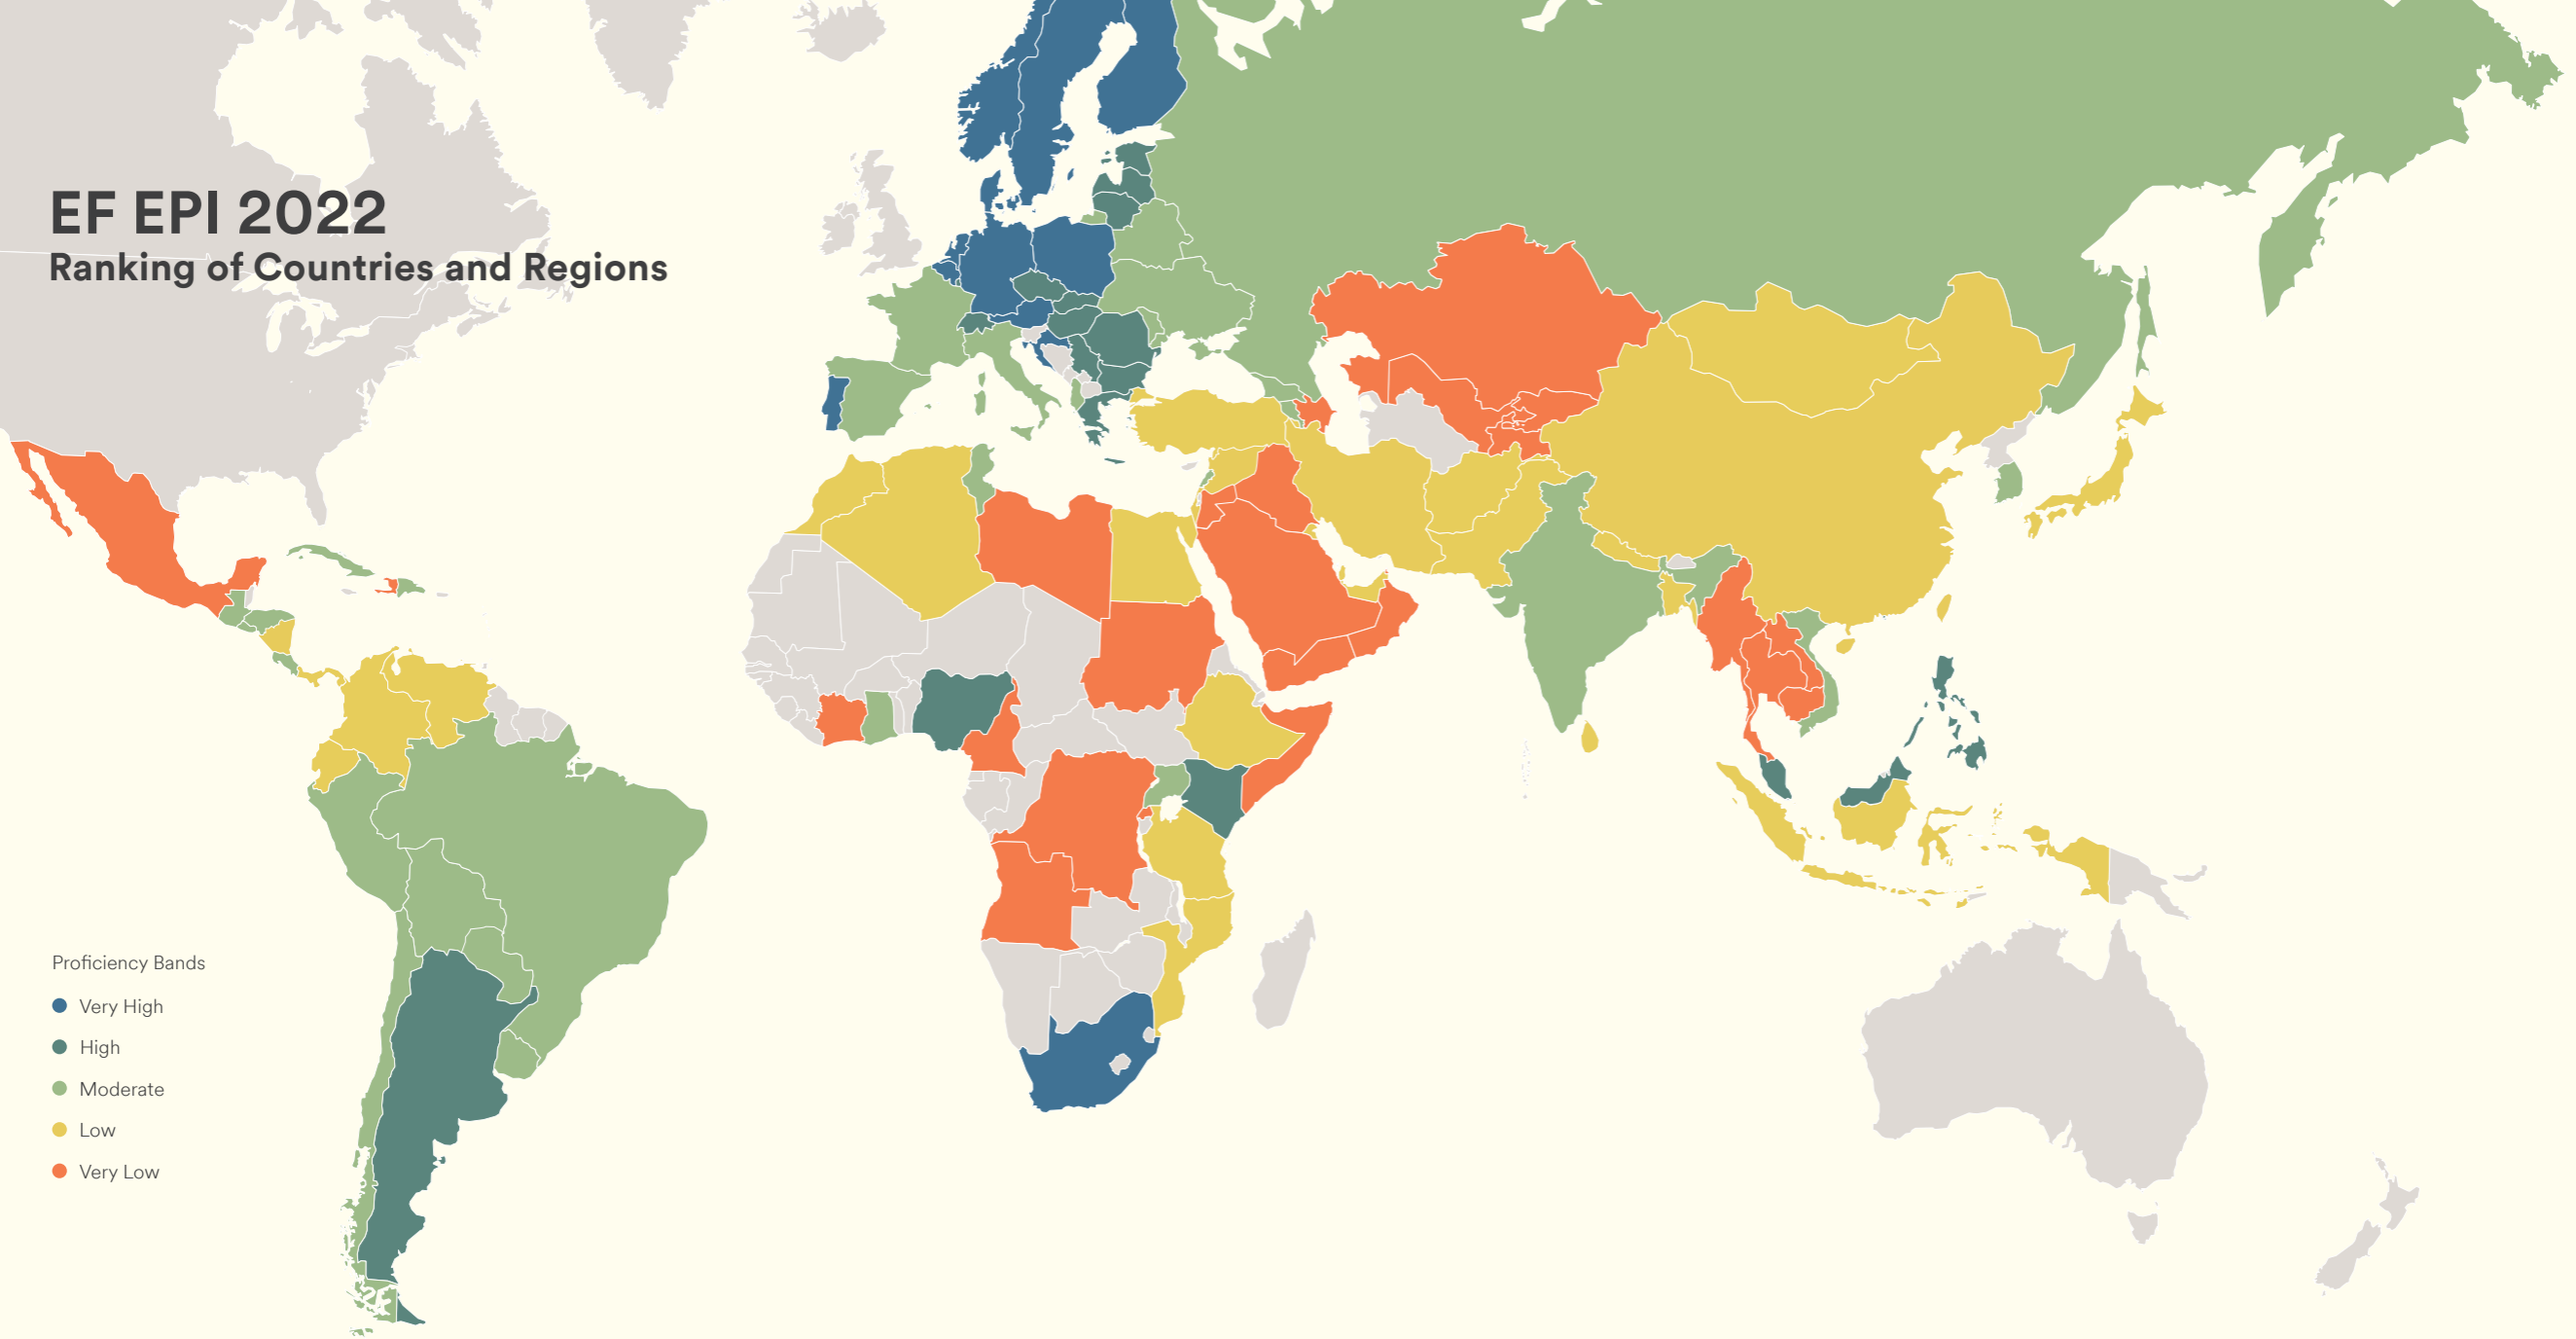 EF EPI 2022
Ranking of Countries and Regions
Proficiency Bands
Very High
High
Moderate
Low
Very Low